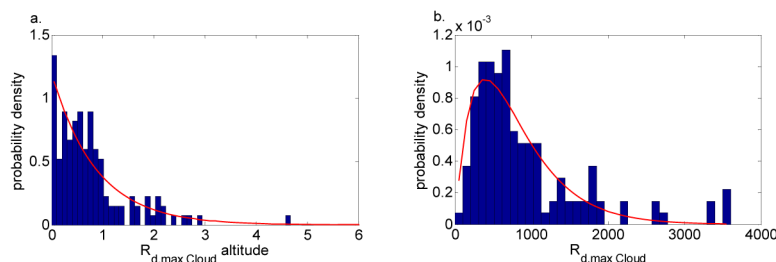 a.
1.5
1
0.5
0
probability density
0 1 2 3 4 5 6
R_d,max Cloud altitude
b.
1.2 x 10^-3
1
0.8
0.6
0.4
0.2
0
probability density
0 1000 2000 3000 4000
R_d,max Cloud